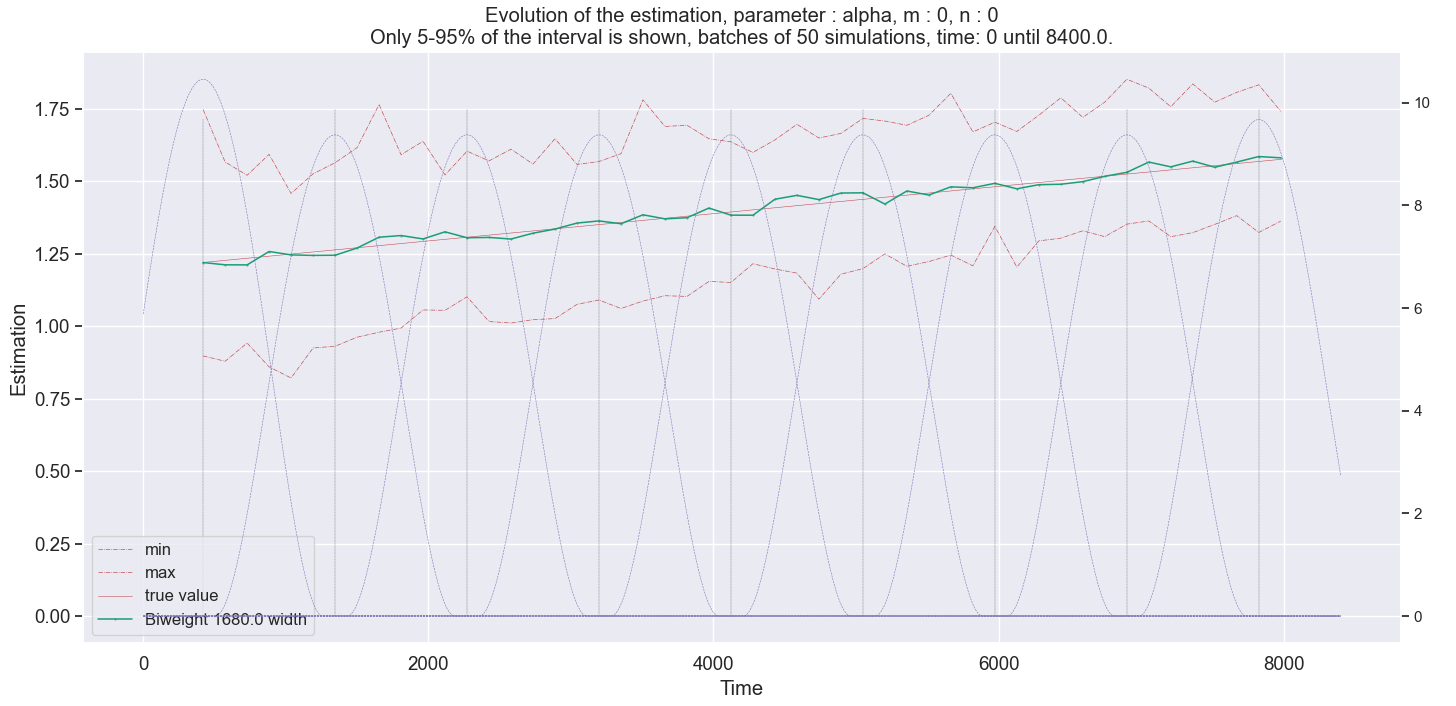 Evolution of the estimation, parameter : alpha, m : 0, n : 0
Only 5-95% of the interval is shown, batches of 50 simulations, time: 0 until 8400.0.
Estimation
1.75
1.50
1.25
1.00
0.75
0.50
0.25
0.00
10
8
6
4
2
0
min
max
true value
Biweight 1680.0 width
0
2000
4000
6000
8000
Time